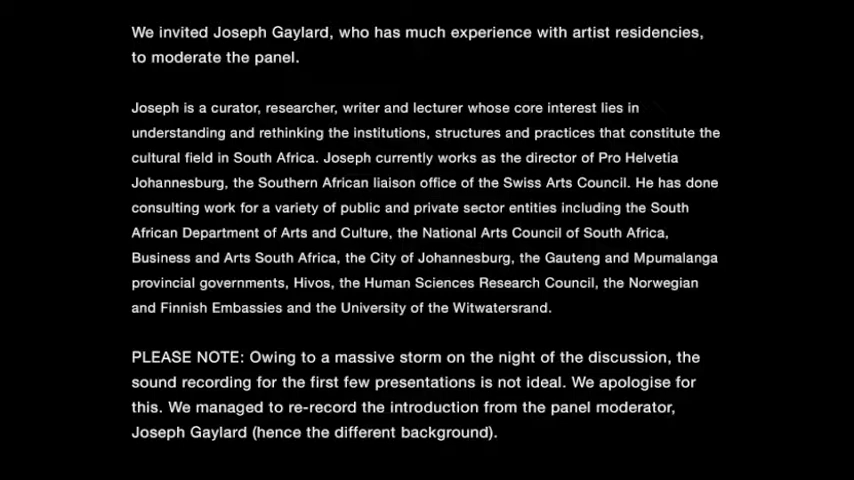 We invited Joseph Gaylard, who has much experience with artist residencies,
to moderate the panel.
Joseph is a curator, researcher, writer and lecturer whose core interest lies in
understanding and rethinking the institutions, structures and practices that constitute the
cultural field in South Africa. Joseph currently works as the director of Pro Helvetia
Johannesburg, the Southern African liaison office of the Swiss Arts Council. He has done
consulting work for a variety of public and private sector entities including the South
African Department of Arts and Culture, the National Arts Council of South Africa,
Business and Arts South Africa, the City of Johannesburg, the Gauteng and Mpumalanga
provincial governments, Hivos, the Human Sciences Research Council, the Norwegian
and Finnish Embassies and the University of the Witwatersrand.
PLEASE NOTE: Owing to a massive storm on the night of the discussion, the
sound recording for the first few presentations is not ideal. We apologise for
this. We managed to re-record the introduction from the panel moderator,
Joseph Gaylard (hence the different background).